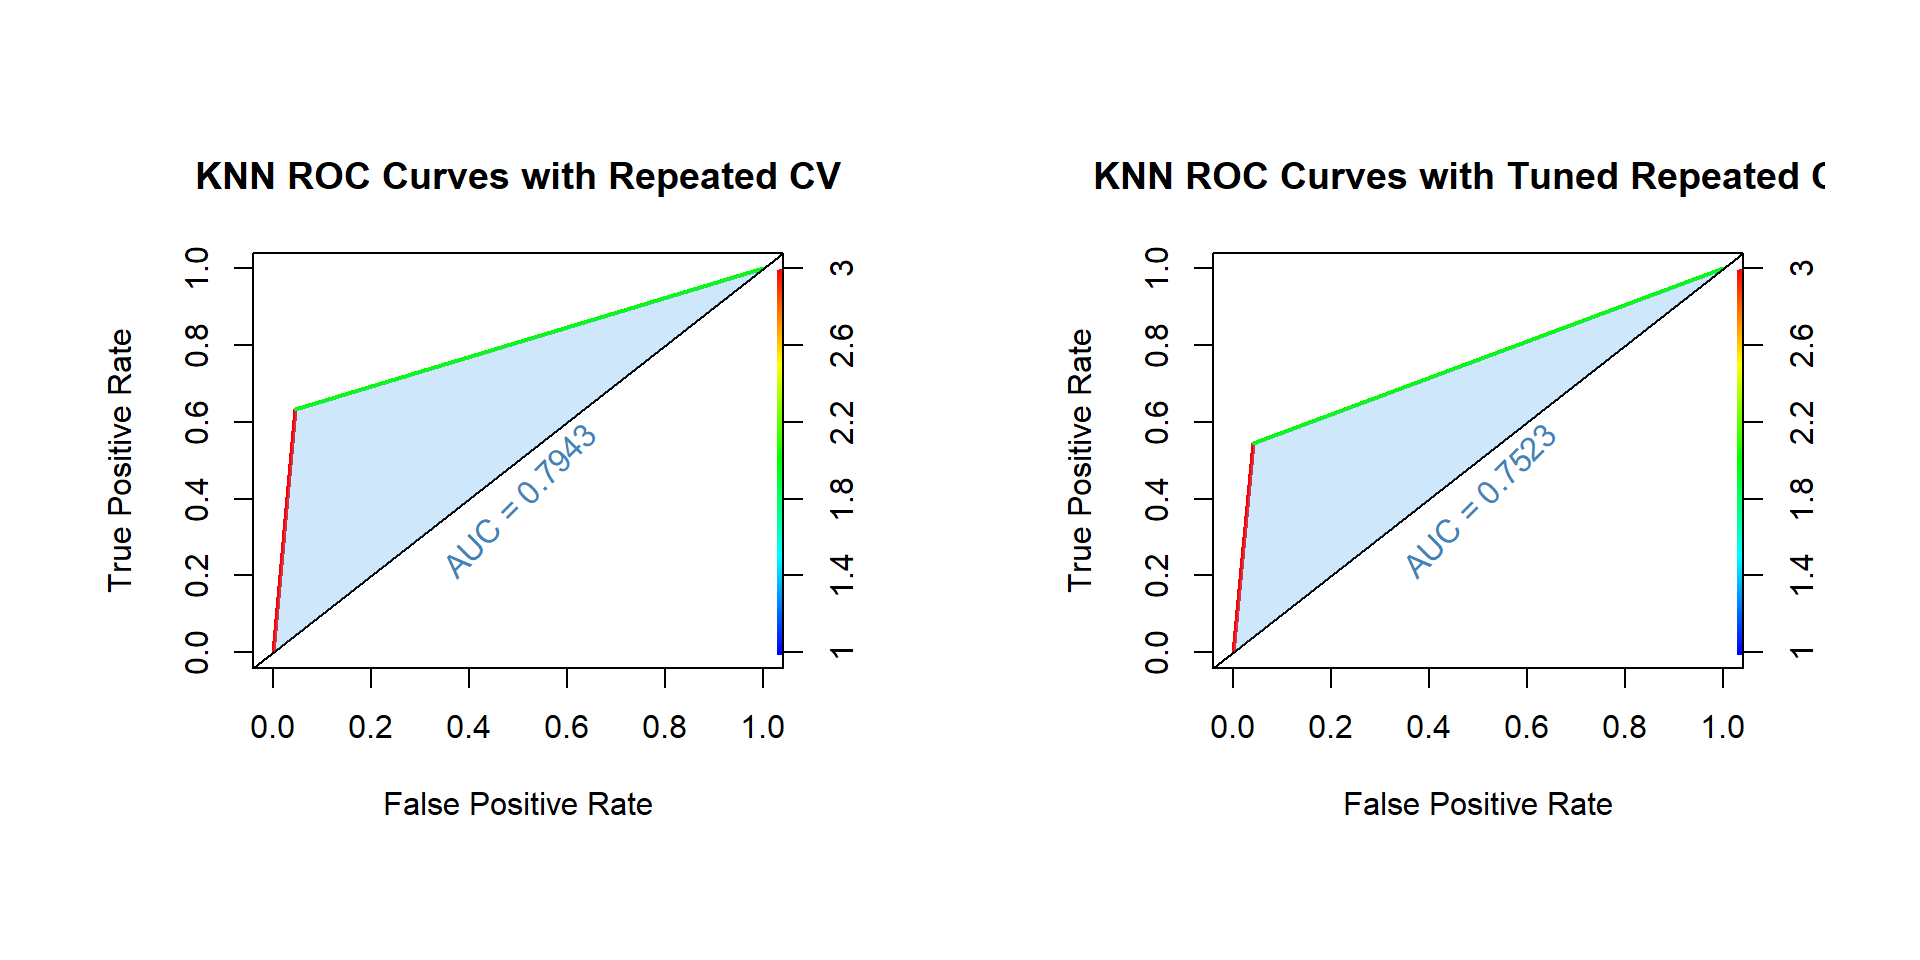 KNN ROC Curves with Repeated CV
True Positive Rate
1.0
0.8
0.6
0.4
0.2
0.0
AUC = 0.7943
3
2.6
2.2
1.8
1.4
1
0.0 0.2 0.4 0.6 0.8 1.0
False Positive Rate
KNN ROC Curves with Tuned Repeated
True Positive Rate
1.0
0.8
0.6
0.4
0.2
0.0
AUC = 0.7523
3
2.6
2.2
1.8
1.4
1
0.0 0.2 0.4 0.6 0.8 1.0
False Positive Rate